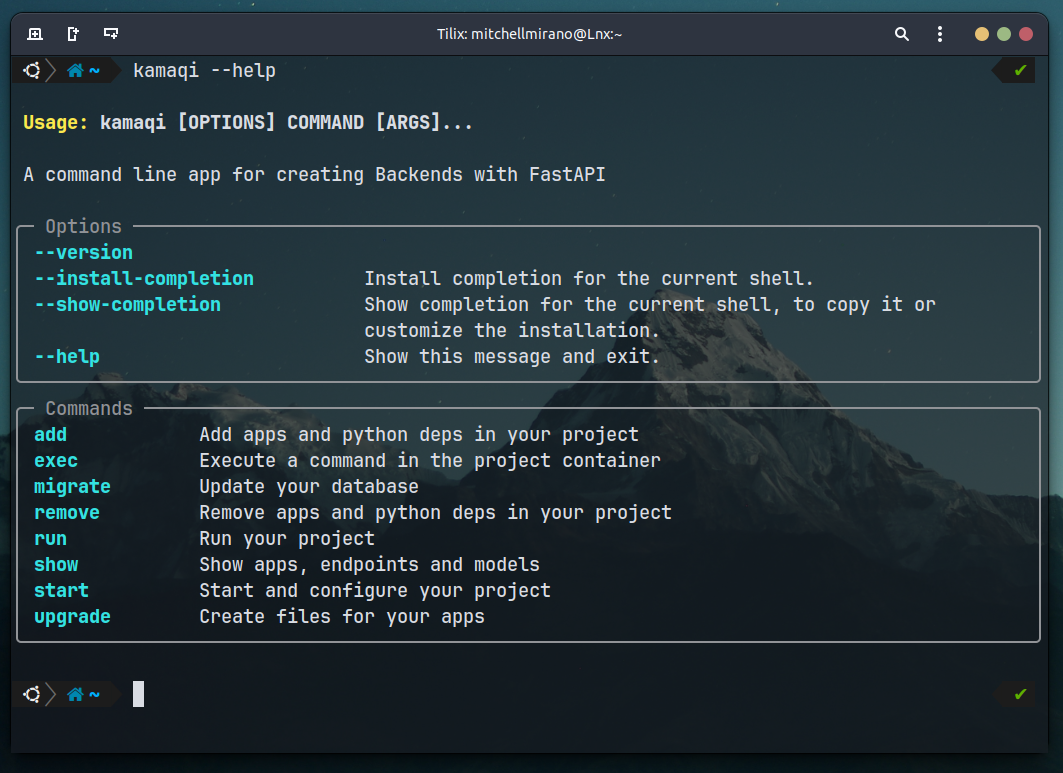 Tilix: mitchellmirano@Lnx:~
~ kamaqi --help ✔
Usage: kamaqi [OPTIONS] COMMAND [ARGS]...
A command line app for creating Backends with FastAPI
Options
--version
--install-completion Install completion for the current shell.
--show-completion Show completion for the current shell, to copy it or
customize the installation.
--help Show this message and exit.
Commands
add Add apps and python deps in your project
exec Execute a command in the project container
migrate Update your database
remove Remove apps and python deps in your project
run Run your project
show Show apps, endpoints and models
start Start and configure your project
upgrade Create files for your apps
~ ✔